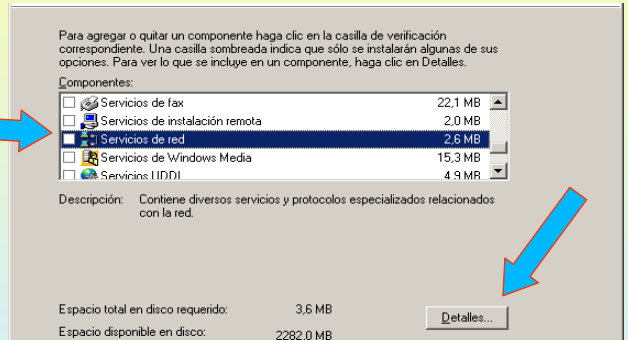 Para agregar o quitar un componente haga clic en la casilla de verificación
correspondiente. Una casilla sombreada indica que sólo se instalarán algunas de sus
opciones. Para ver lo que se incluye en un componente, haga clic en Detalles.
Componentes:
Servicios de fax 22,1 MB
Servicios de instalación remota 2,0 MB
Servicios de red 2,6 MB
Servicios de Windows Media 15,3 MB
Servicios UDDI 4,9 MB
Descripción: Contiene diversos servicios y protocolos especializados relacionados
con la red.
Espacio total en disco requerido: 3,6 MB
Detalles...
Espacio disponible en disco: 2282,0 MB